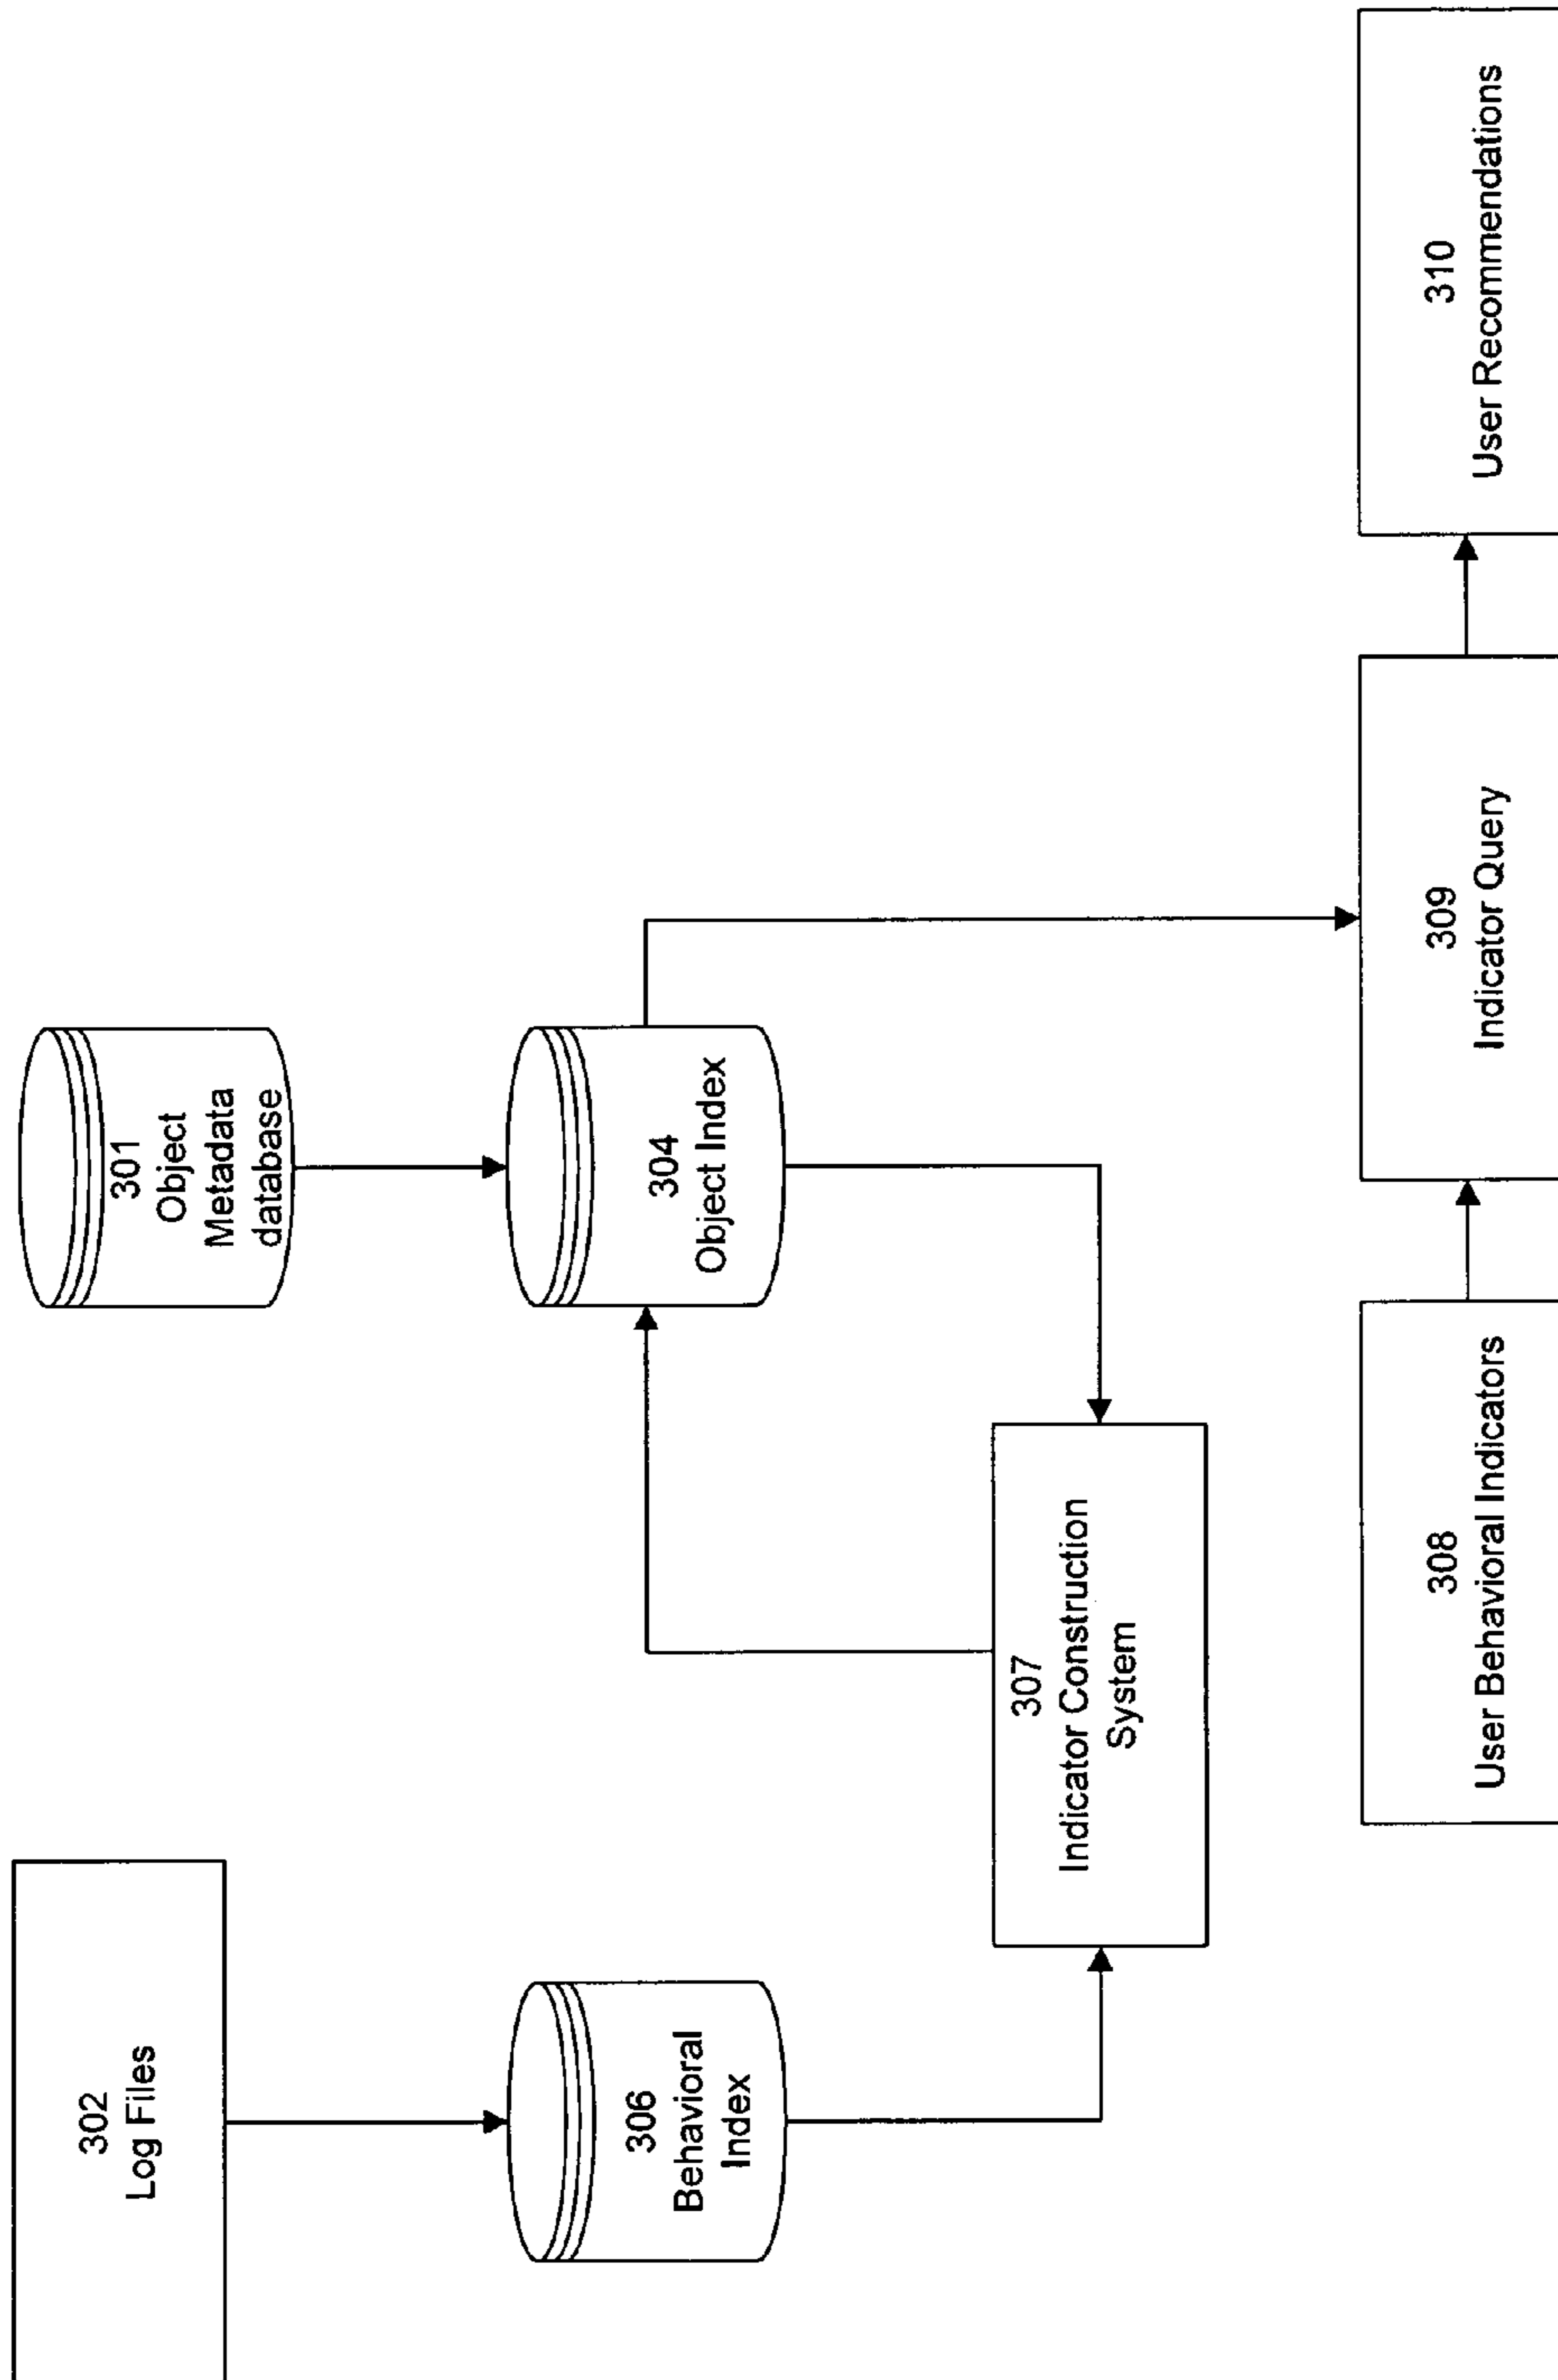 302
Log Files
301
Object
Metadata
database
306
Behavioral
Index
304
Object Index
307
Indicator Construction
System
308
User Behavioral Indicators
309
Indicator Query
310
User Recommendations